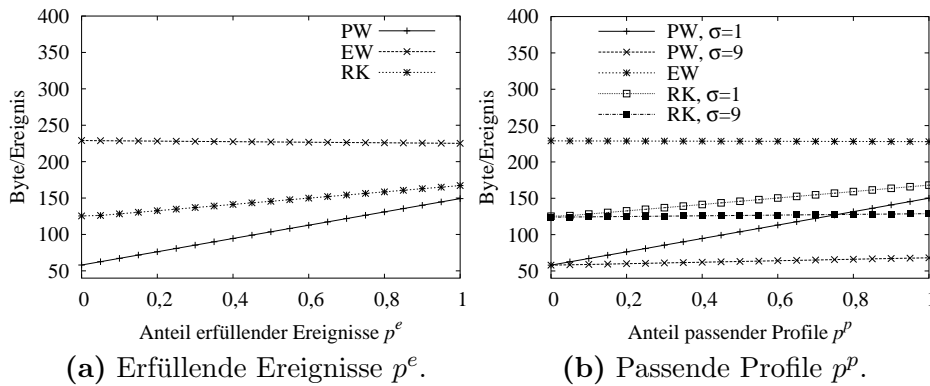 400
350
300
250
200
150
100
50
Byte/Ereignis
PW
EW
RK
0 0,2 0,4 0,6 0,8 1
Anteil erfüllender Ereignisse p^e
(a) Erfüllende Ereignisse p^e.
400
350
300
250
200
150
100
50
Byte/Ereignis
PW, σ=1
PW, σ=9
EW
RK, σ=1
RK, σ=9
0 0,2 0,4 0,6 0,8 1
Anteil passender Profile p^p
(b) Passende Profile p^p.